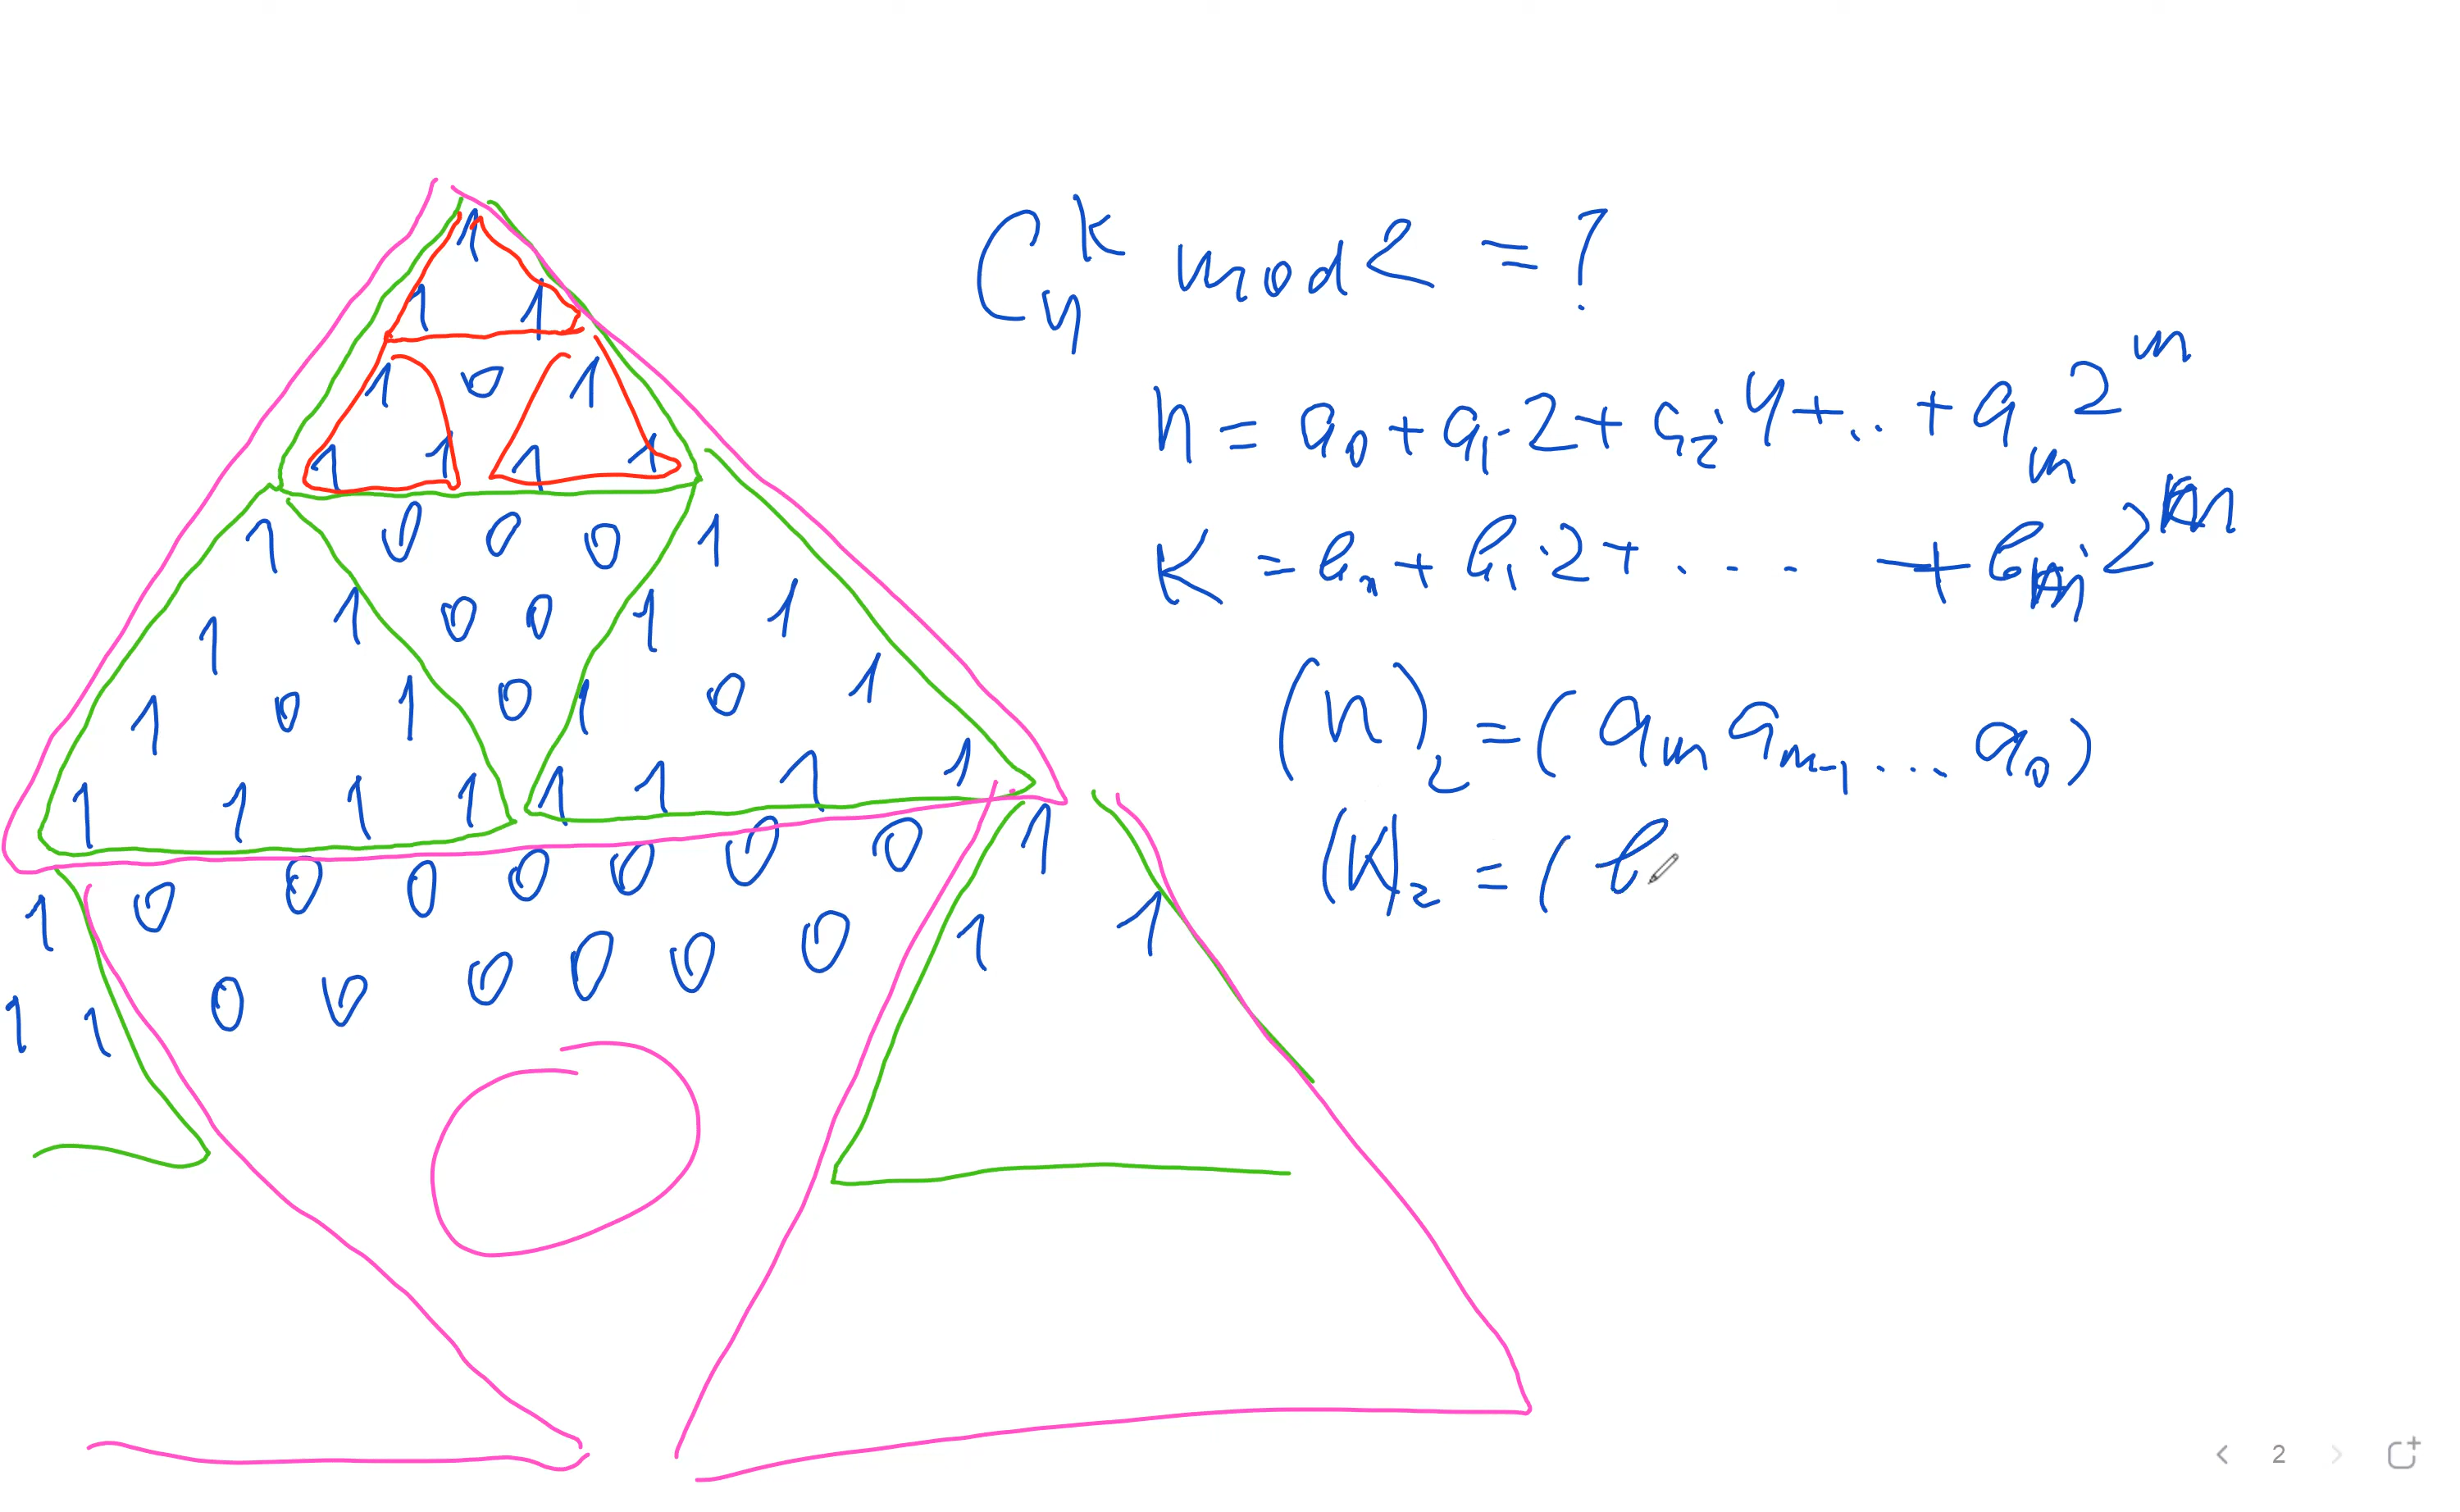 1
1 1
1 0 1
1 1 1 1
1 0 0 0 1
1 1 0 0 1 1
1 0 1 0 1 0 1
1 1 1 1 1 1 1 1
1 0 0 0 0 0 0 0 1
1 1 0 0 0 0 0 0 1 1
0
C_n^k mod 2 = ?
n = a_0 + a_1·2 + a_2·4 + ... + a_m 2^m
k = b_0 + b_1·2 + ... + b_m·2^m
(n)_2 = (a_m a_{m-1} ... a_0)
(k)_2 = ( b
2